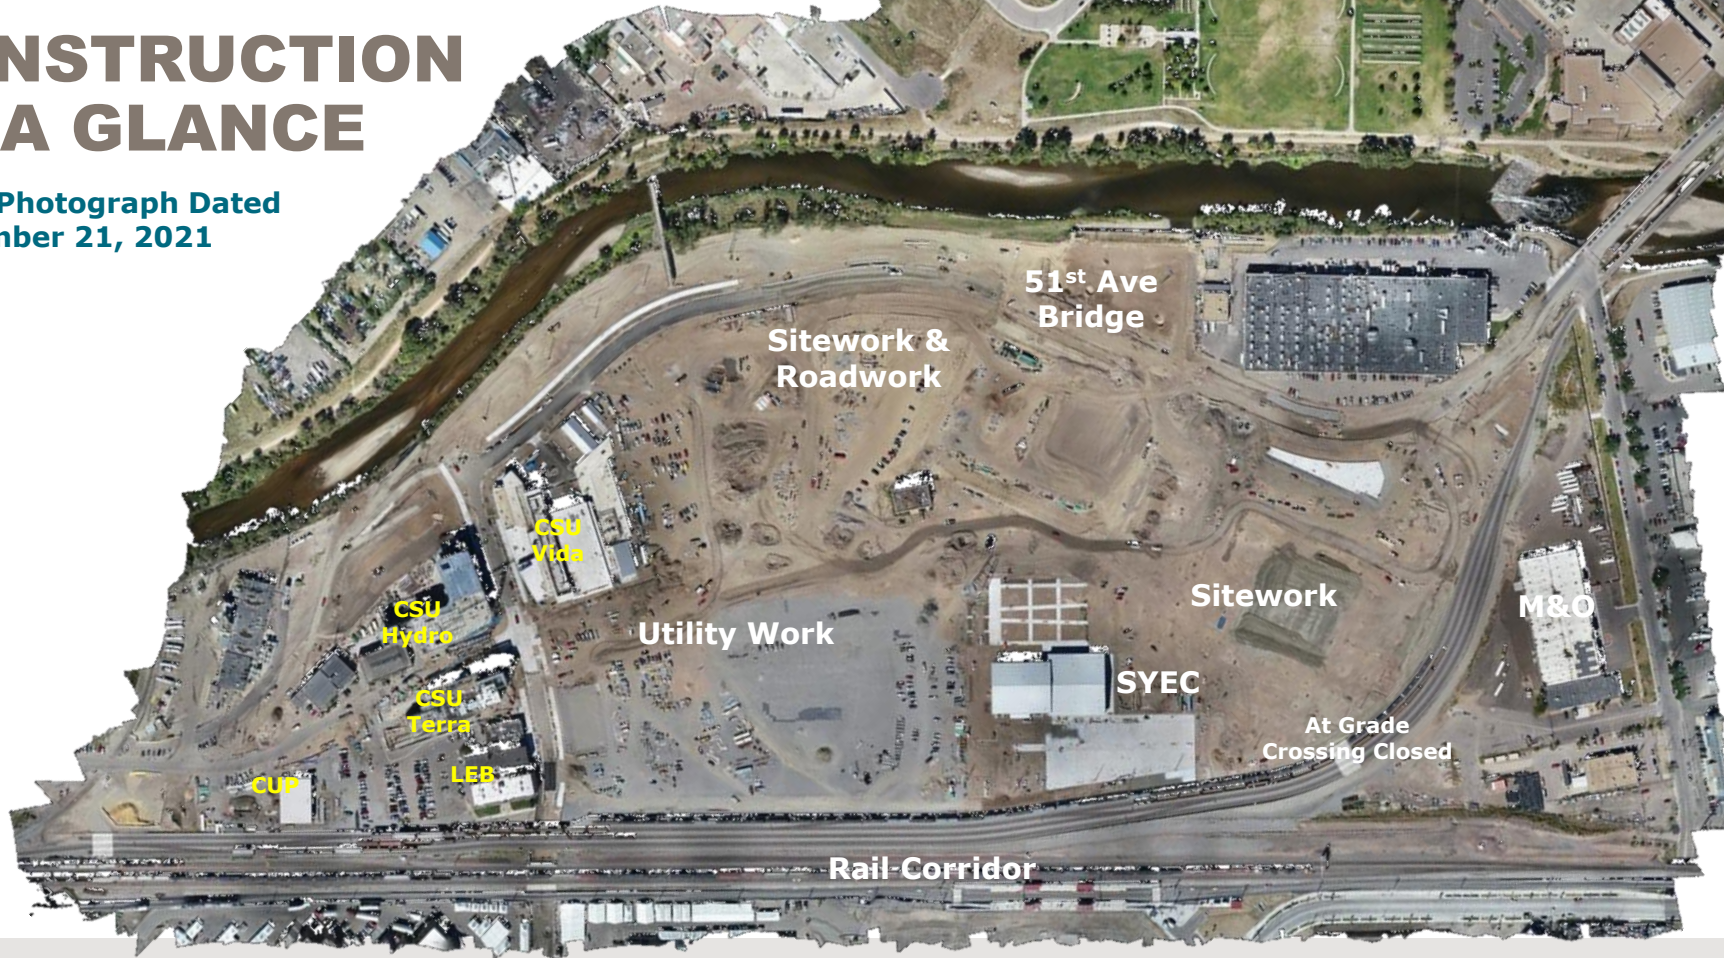 NSTRUCTION
A GLANCE
Photograph Dated
ber 21, 2021
51st Ave
Bridge
Sitework &
Roadwork
CSU
Vida
Sitework
CSU
Hydro
Utility Work
M&O
SYEC
CSU
Terra
At Grade
Crossing Closed
LEB
CUP
Rail Corridor